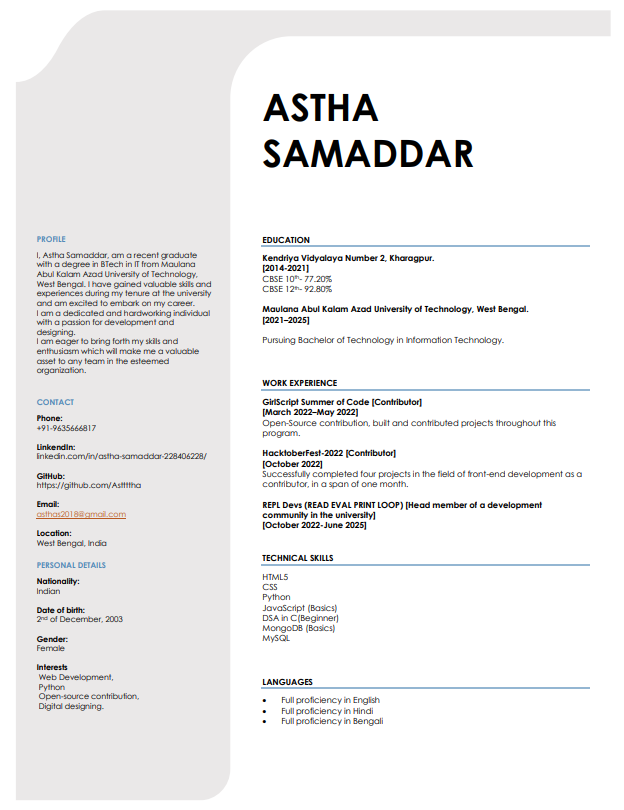 ASTHA
SAMADDAR
PROFILE
I, Astha Samaddar, am a recent graduate
with a degree in BTech in IT from Maulana
Abul Kalam Azad University of Technology,
West Bengal. I have gained valuable skills and
experiences during my tenure at the university
and am excited to embark on my career.
I am a dedicated and hardworking individual
with a passion for development and
designing.
I am eager to bring forth my skills and
enthusiasm which will make me a valuable
asset to any team in the esteemed
organization.
CONTACT
Phone:
+91-9635666817
LinkendIn:
linkedin.com/in/astha-samaddar-228406228/
GitHub:
https://github.com/Asttttha
Email:
asthas2018@gmail.com
Location:
West Bengal, India
PERSONAL DETAILS
Nationality:
Indian
Date of birth:
2nd of December, 2003
Gender:
Female
Interests
Web Development,
Python
Open-source contribution,
Digital designing.
EDUCATION
Kendriya Vidyalaya Number 2, Kharagpur.
[2014-2021]
CBSE 10th- 77.20%
CBSE 12th- 92.80%
Maulana Abul Kalam Azad University of Technology, West Bengal.
[2021–2025]
Pursuing Bachelor of Technology in Information Technology.
WORK EXPERIENCE
GirlScript Summer of Code [Contributor]
[March 2022–May 2022]
Open-Source contribution, built and contributed projects throughout this
program.
HacktoberFest-2022 [Contributor]
[October 2022]
Successfully completed four projects in the field of front-end development as a
contributor, in a span of one month.
REPL Devs (READ EVAL PRINT LOOP) [Head member of a development
community in the university]
[October 2022-June 2025]
TECHNICAL SKILLS
HTML5
CSS
Python
JavaScript (Basics)
DSA in C(Beginner)
MongoDB (Basics)
MySQL
LANGUAGES
• Full proficiency in English
• Full proficiency in Hindi
• Full proficiency in Bengali